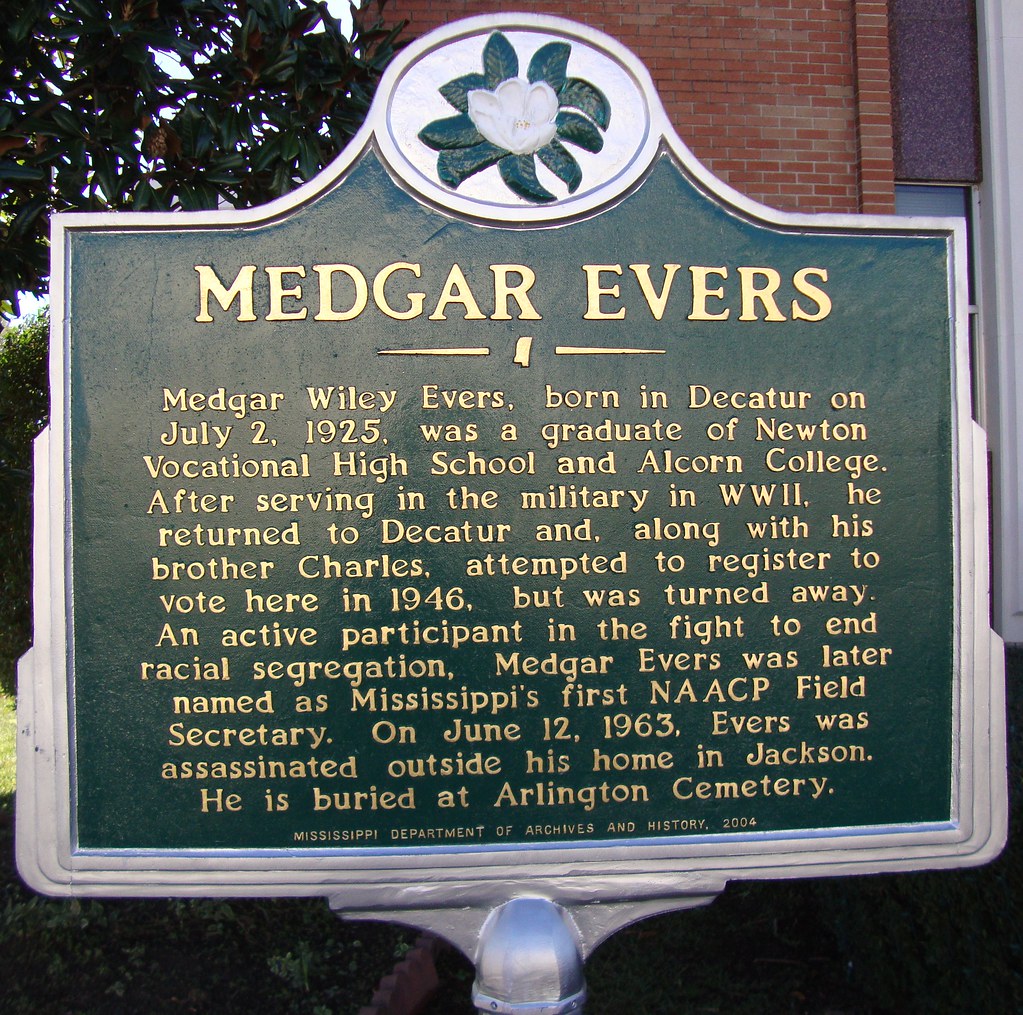 MEDGAR EVERS
Medgar Wiley Evers, born in Decatur on
July 2, 1925, was a graduate of Newton
Vocational High School and Alcorn College.
After serving in the military in WWII, he
returned to Decatur and, along with his
brother Charles, attempted to register to
vote here in 1946, but was turned away.
An active participant in the fight to end
racial segregation, Medgar Evers was later
named as Mississippi's first NAACP Field
Secretary. On June 12, 1963, Evers was
assassinated outside his home in Jackson.
He is buried at Arlington Cemetery.
MISSISSIPPI DEPARTMENT OF ARCHIVES AND HISTORY, 2004